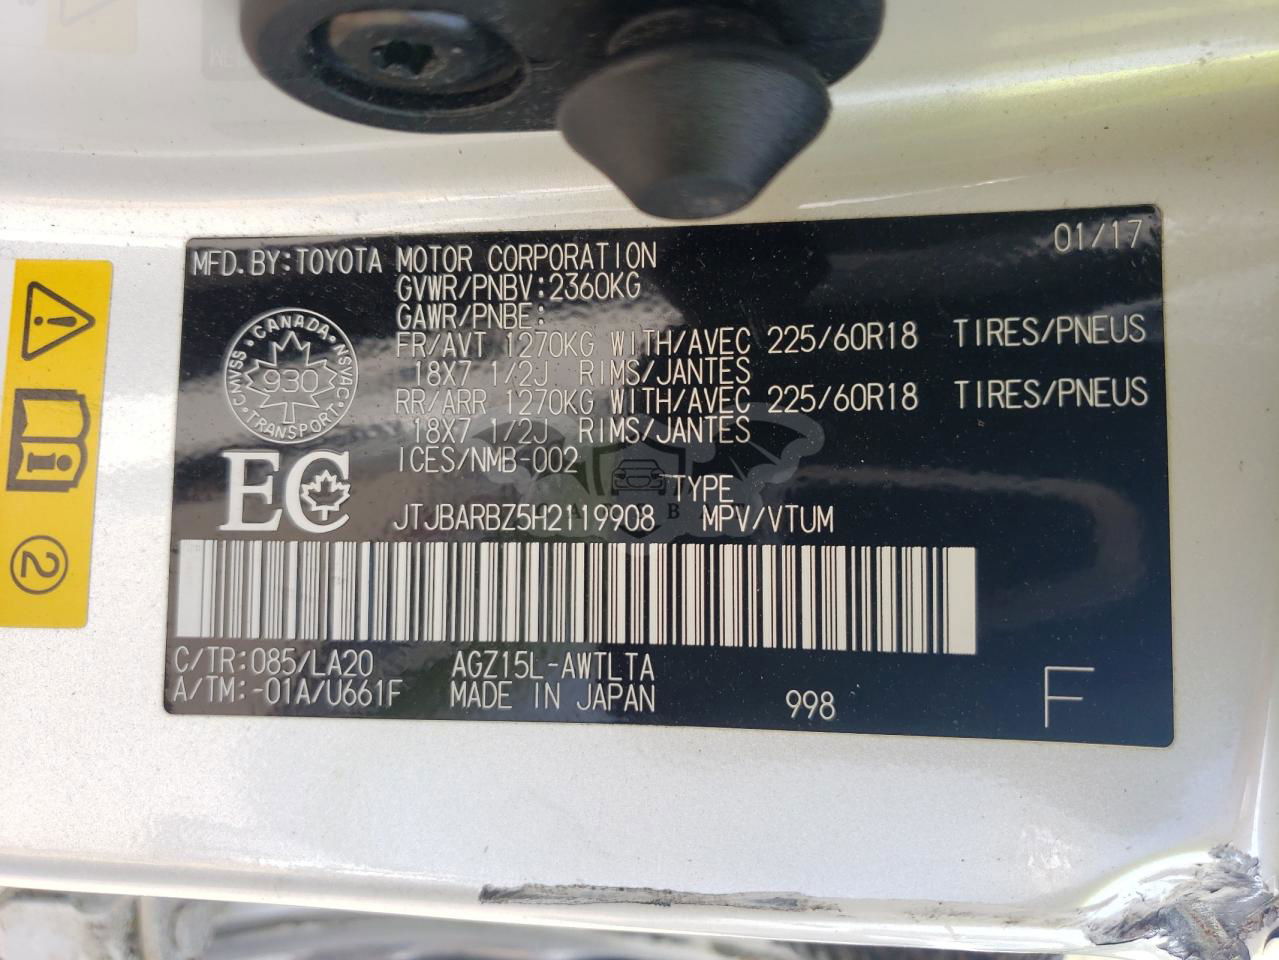 01/17
MFD. BY: TOYOTA MOTOR CORPORATION
GVWR/PNBV: 2360KG
GAWR/PNBE:
FR/AVT 1270KG WITH/AVEC 225/60R18 TIRES/PNEUS
18X7 1/2J RIMS/JANTES
RR/ARR 1270KG WITH/AVEC 225/60R18 TIRES/PNEUS
18X7 1/2J RIMS/JANTES
ICES/NMB-002
CANADA
CMVSS NSVAC
930
TRANSPORT
EC
TYPE
JTJBARBZ5H2119908 MPV/VTUM
C/TR: 085/LA20 AGZ15L-AWTLTA
A/TM: -01A/U661F MADE IN JAPAN 998
F
2